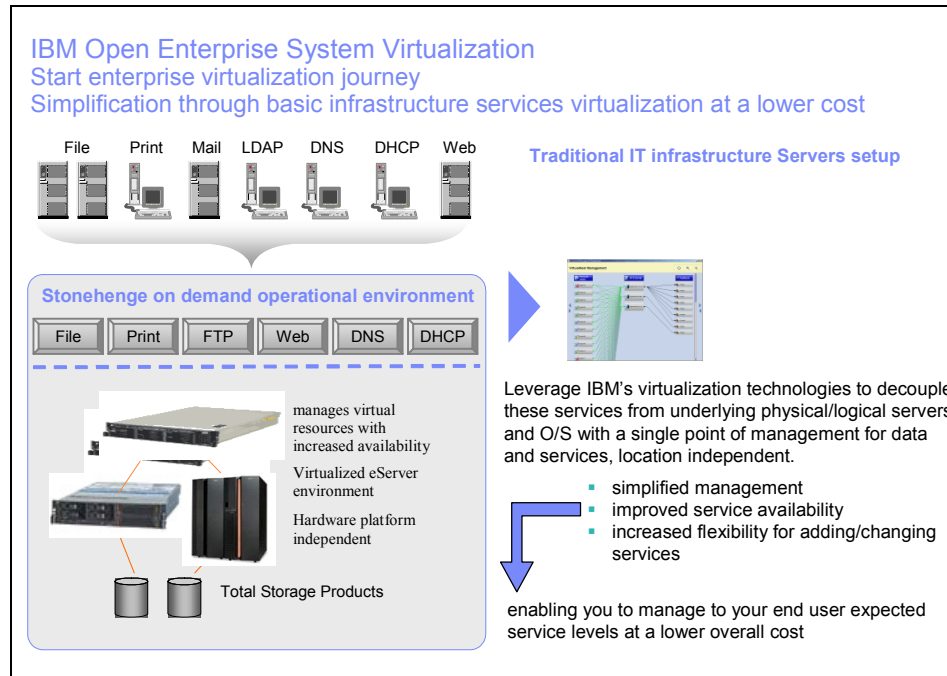 IBM Open Enterprise System Virtualization
Start enterprise virtualization journey
Simplification through basic infrastructure services virtualization at a lower cost
File Print Mail LDAP DNS DHCP Web
Traditional IT infrastructure Servers setup
Stonehenge on demand operational environment
File Print FTP Web DNS DHCP
manages virtual
resources with
increased availability
Virtualized eServer
environment
Hardware platform
independent
Total Storage Products
Leverage IBM's virtualization technologies to decouple
these services from underlying physical/logical servers
and O/S with a single point of management for data
and services, location independent.
▪ simplified management
▪ improved service availability
▪ increased flexibility for adding/changing
services
enabling you to manage to your end user expected
service levels at a lower overall cost